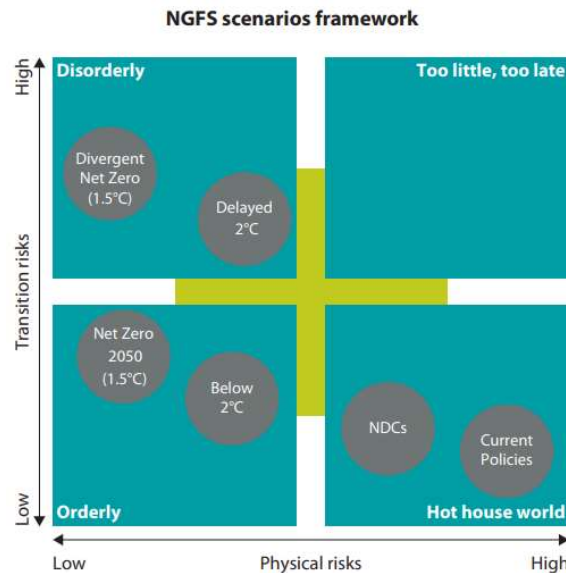 NGFS scenarios framework
High
Transition risks
Low
Disorderly
Too little, too late
Divergent
Net Zero
(1.5°C)
Delayed
2°C
Net Zero
2050
(1.5°C)
Below
2°C
NDCs
Current
Policies
Orderly
Hot house world
Low
Physical risks
High